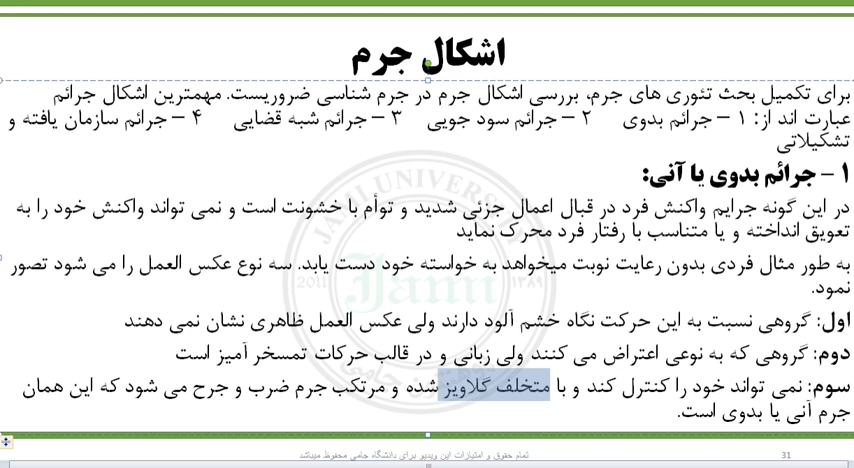 اشکال جرم
برای تکمیل بحث تئوری های جرم، بررسی اشکال جرم در جرم شناسی ضروریست. مهمترین اشکال جرائم
عبارت اند از: ۱ – جرائم بدوی ۲ – جرائم سود جویی ۳ – جرائم شبه قضایی ۴ – جرائم سازمان یافته و
تشکیلاتی
۱ – جرائم بدوی یا آنی:
در این گونه جرایم واکنش فرد در قبال اعمال جزئی شدید و توأم با خشونت است و نمی تواند واکنش خود را به
تعویق انداخته و یا متناسب با رفتار فرد محرک نماید
به طور مثال فردی بدون رعایت نوبت میخواهد به خواسته خود دست یابد. سه نوع عکس العمل را می شود تصور
نمود.
اول: گروهی نسبت به این حرکت نگاه خشم آلود دارند ولی عکس العمل ظاهری نشان نمی دهند
دوم: گروهی که به نوعی اعتراض می کنند ولی زبانی و در قالب حرکات تمسخر آمیز است
سوم: نمی تواند خود را کنترل کند و با متخلف گلاویز شده و مرتکب جرم ضرب و جرح می شود که این همان
جرم آنی یا بدوی است.
JAMI UNIVERSITY
2011
Jami
۱۳۸۹
جامی
تمام حقوق و امتیازات این ویدیو برای دانشگاه جامی محفوظ میباشد
31